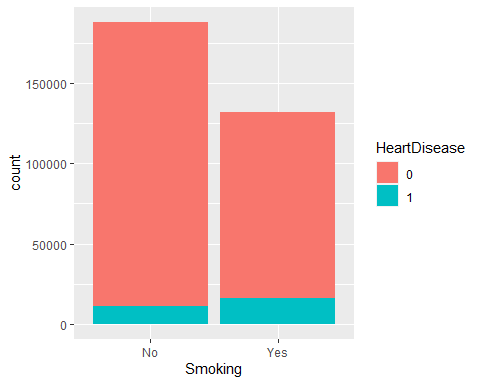 count
150000
100000
50000
0
No Yes
Smoking
HeartDisease
0
1